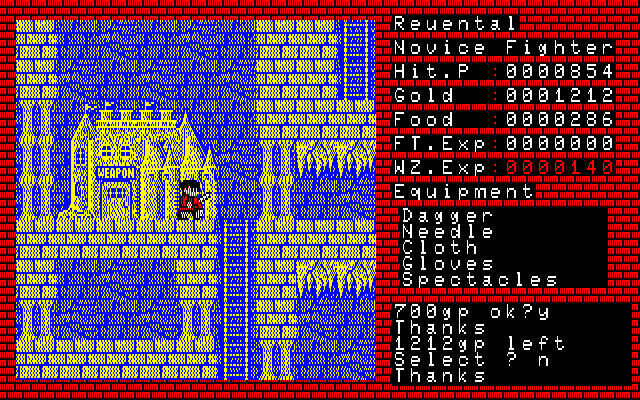 Reuental
Novice Fighter
Hit.P :0000854
Gold :0001212
Food :0000286
FT.Exp:0000000
WZ.Exp:0000140
Equipment
Dagger
Needle
Cloth
Gloves
Spectacles
WEAPON
700gp ok?y
Thanks
1212gp left
Select ? n
Thanks